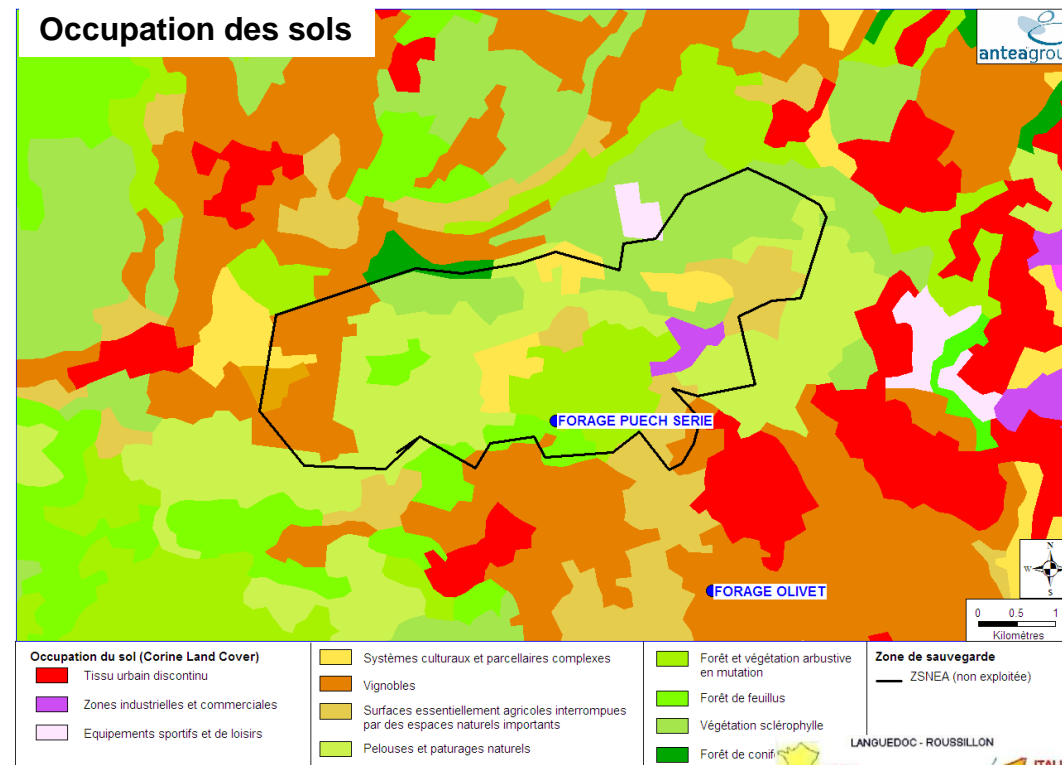 Occupation des sols
anteagrou
FORAGE PUECH SERIE
FORAGE OLIVET
N
W
S
0 0.5 1
Kilomètres
Occupation du sol (Corine Land Cover)
Tissu urbain discontinu
Zones industrielles et commerciales
Equipements sportifs et de loisirs
Systèmes culturaux et parcellaires complexes
Vignobles
Surfaces essentiellement agricoles interrompues
par des espaces naturels importants
Pelouses et paturages naturels
Forêt et végétation arbustive
en mutation
Forêt de feuillus
Végétation sclérophylle
Forêt de conif
Zone de sauvegarde
ZSNEA (non exploitée)
LANGUEDOC - ROUSSILLON
ITALI